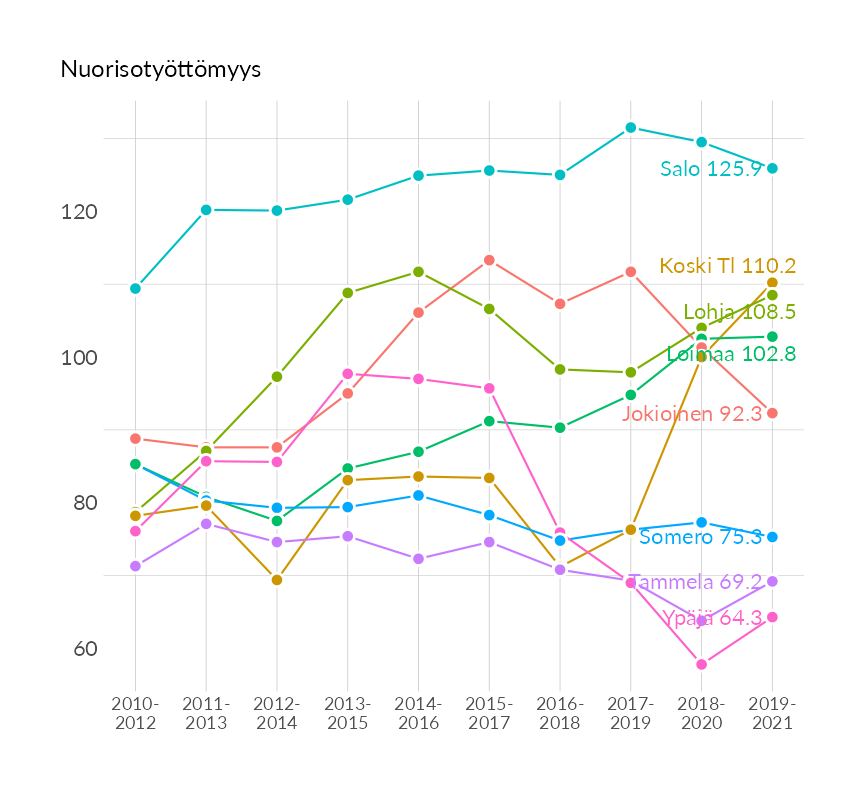 Nuorisotyöttömyys
Salo 125.9
120
Koski Tl 110.2
Lohja 108.5
100
Loimaa 102.8
Jokioinen 92.3
80
Somero 75.3
Tammela 69.2
Ypäjä 64.3
60
2010- 2011- 2012- 2013- 2014- 2015- 2016- 2017- 2018- 2019-
2012 2013 2014 2015 2016 2017 2018 2019 2020 2021